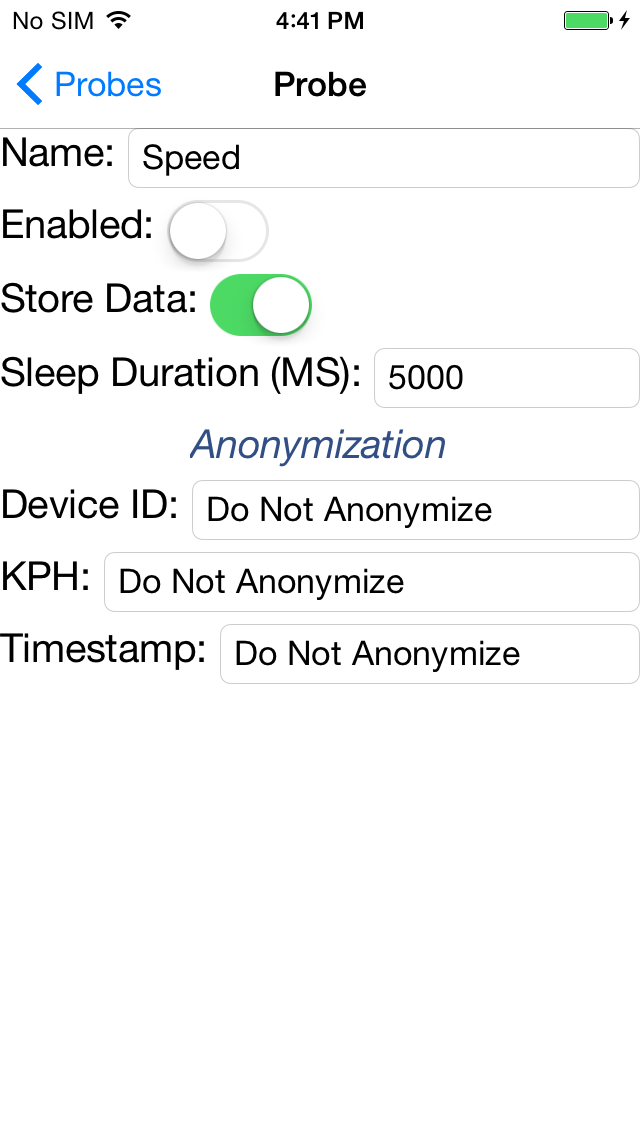 No SIM 4:41 PM
Probes Probe
Name: Speed
Enabled:
Store Data:
Sleep Duration (MS): 5000
Anonymization
Device ID: Do Not Anonymize
KPH: Do Not Anonymize
Timestamp: Do Not Anonymize